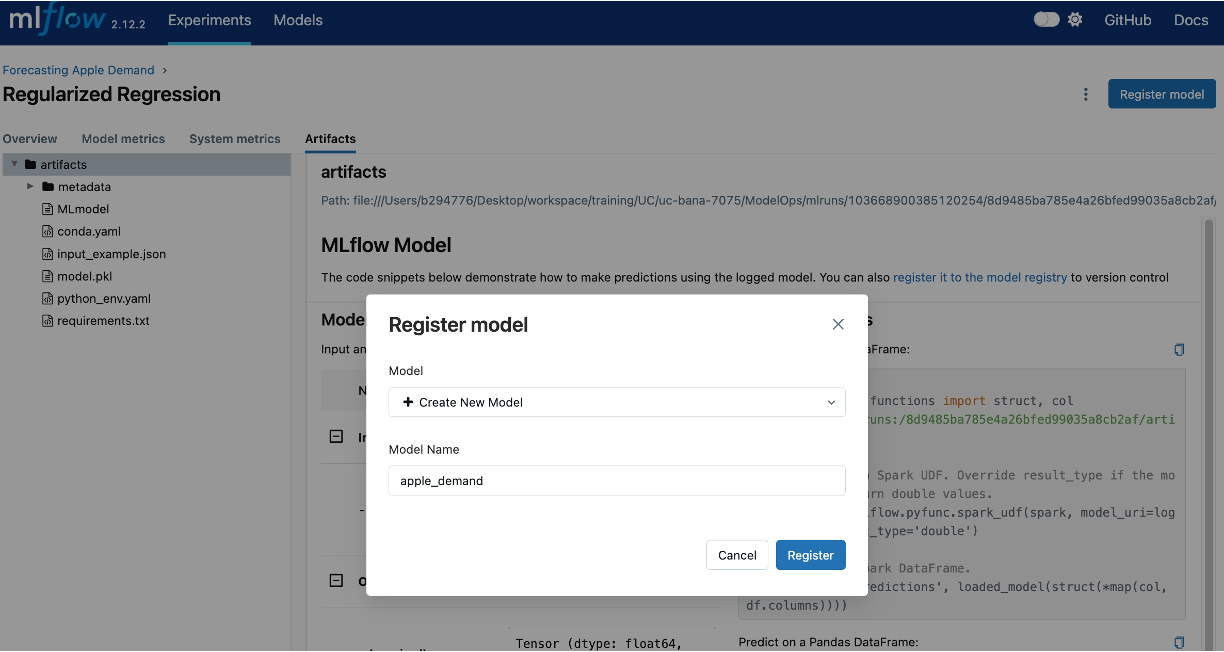 mlflow 2.12.2 Experiments Models GitHub Docs
Forecasting Apple Demand >
Regularized Regression
Register model
Overview Model metrics System metrics Artifacts
artifacts
metadata
MLmodel
conda.yaml
input_example.json
model.pkl
python_env.yaml
requirements.txt
artifacts
Path: file:///Users/b294776/Desktop/workspace/training/UC/uc-bana-7075/ModelOps/mlruns/103668900385120254/8d9485ba785e4a26bfed99035a8cb2af/
MLflow Model
The code snippets below demonstrate how to make predictions using the logged model. You can also register it to the model registry to version control
Mode
Input an
N
In
-
O
Tensor (dtype: float64,
s
aFrame:
functions import struct, col
runs:/8d9485ba785e4a26bfed99035a8cb2af/arti
Spark UDF. Override result_type if the mo
rn double values.
lflow.pyfunc.spark_udf(spark, model_uri=log
t_type='double')
ark DataFrame.
redictions', loaded_model(struct(*map(col,
df.columns))))
Predict on a Pandas DataFrame:
Register model
Model
+ Create New Model
Model Name
apple_demand
Cancel Register